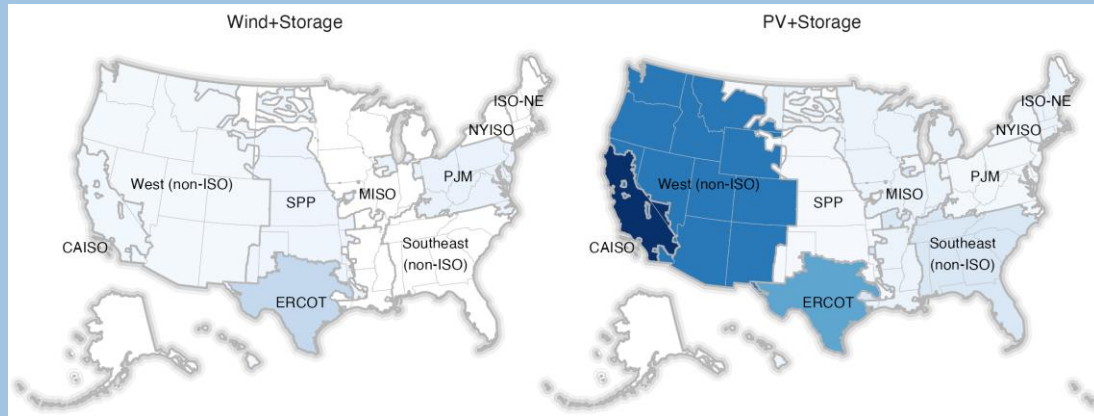 Wind+Storage
ISO-NE
NYISO
PJM
West (non-ISO)
MISO
SPP
CAISO
Southeast
(non-ISO)
ERCOT
PV+Storage
ISO-NE
NYISO
PJM
West (non-ISO)
MISO
SPP
CAISO
Southeast
(non-ISO)
ERCOT